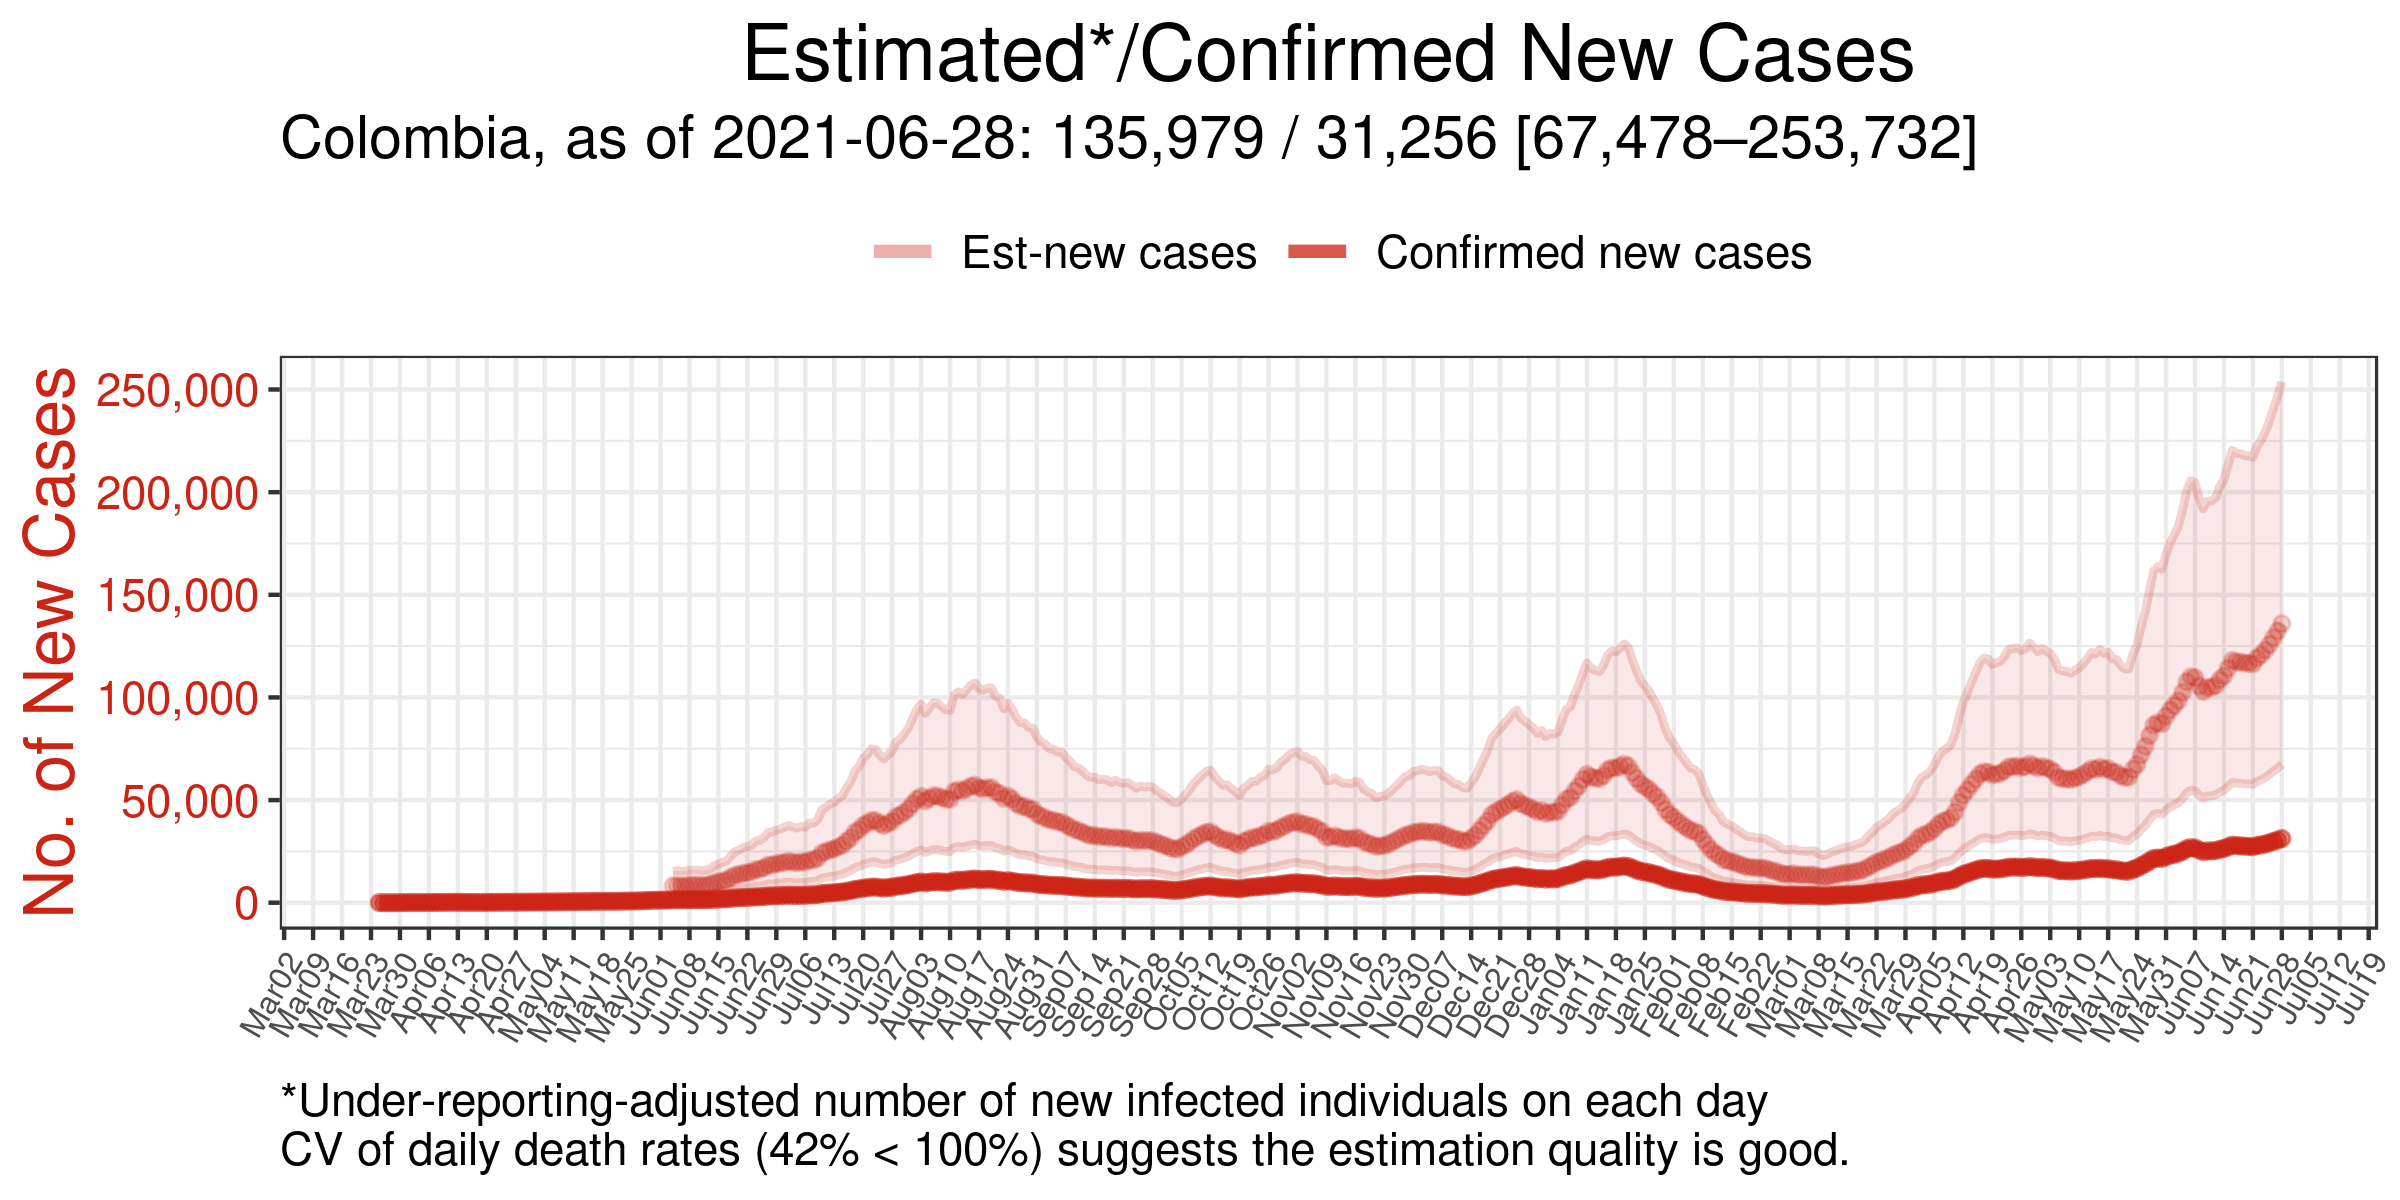 Estimated*/Confirmed New Cases
Colombia, as of 2021-06-28: 135,979 / 31,256 [67,478–253,732]
Est-new cases
Confirmed new cases
No. of New Cases
250,000
200,000
150,000
100,000
50,000
0
Mar02
Mar09
Mar16
Mar23
Mar30
Apr06
Apr13
Apr20
Apr27
May04
May11
May18
May25
Jun01
Jun08
Jun15
Jun22
Jun29
Jul06
Jul13
Jul20
Jul27
Aug03
Aug10
Aug17
Aug24
Aug31
Sep07
Sep14
Sep21
Sep28
Oct05
Oct12
Oct19
Oct26
Nov02
Nov09
Nov16
Nov23
Nov30
Dec07
Dec14
Dec21
Dec28
Jan04
Jan11
Jan18
Jan25
Feb01
Feb08
Feb15
Feb22
Mar01
Mar08
Mar15
Mar22
Mar29
Apr05
Apr12
Apr19
Apr26
May03
May10
May17
May24
May31
Jun07
Jun14
Jun21
Jun28
Jul05
Jul12
Jul19
*Under-reporting-adjusted number of new infected individuals on each day
CV of daily death rates (42% < 100%) suggests the estimation quality is good.